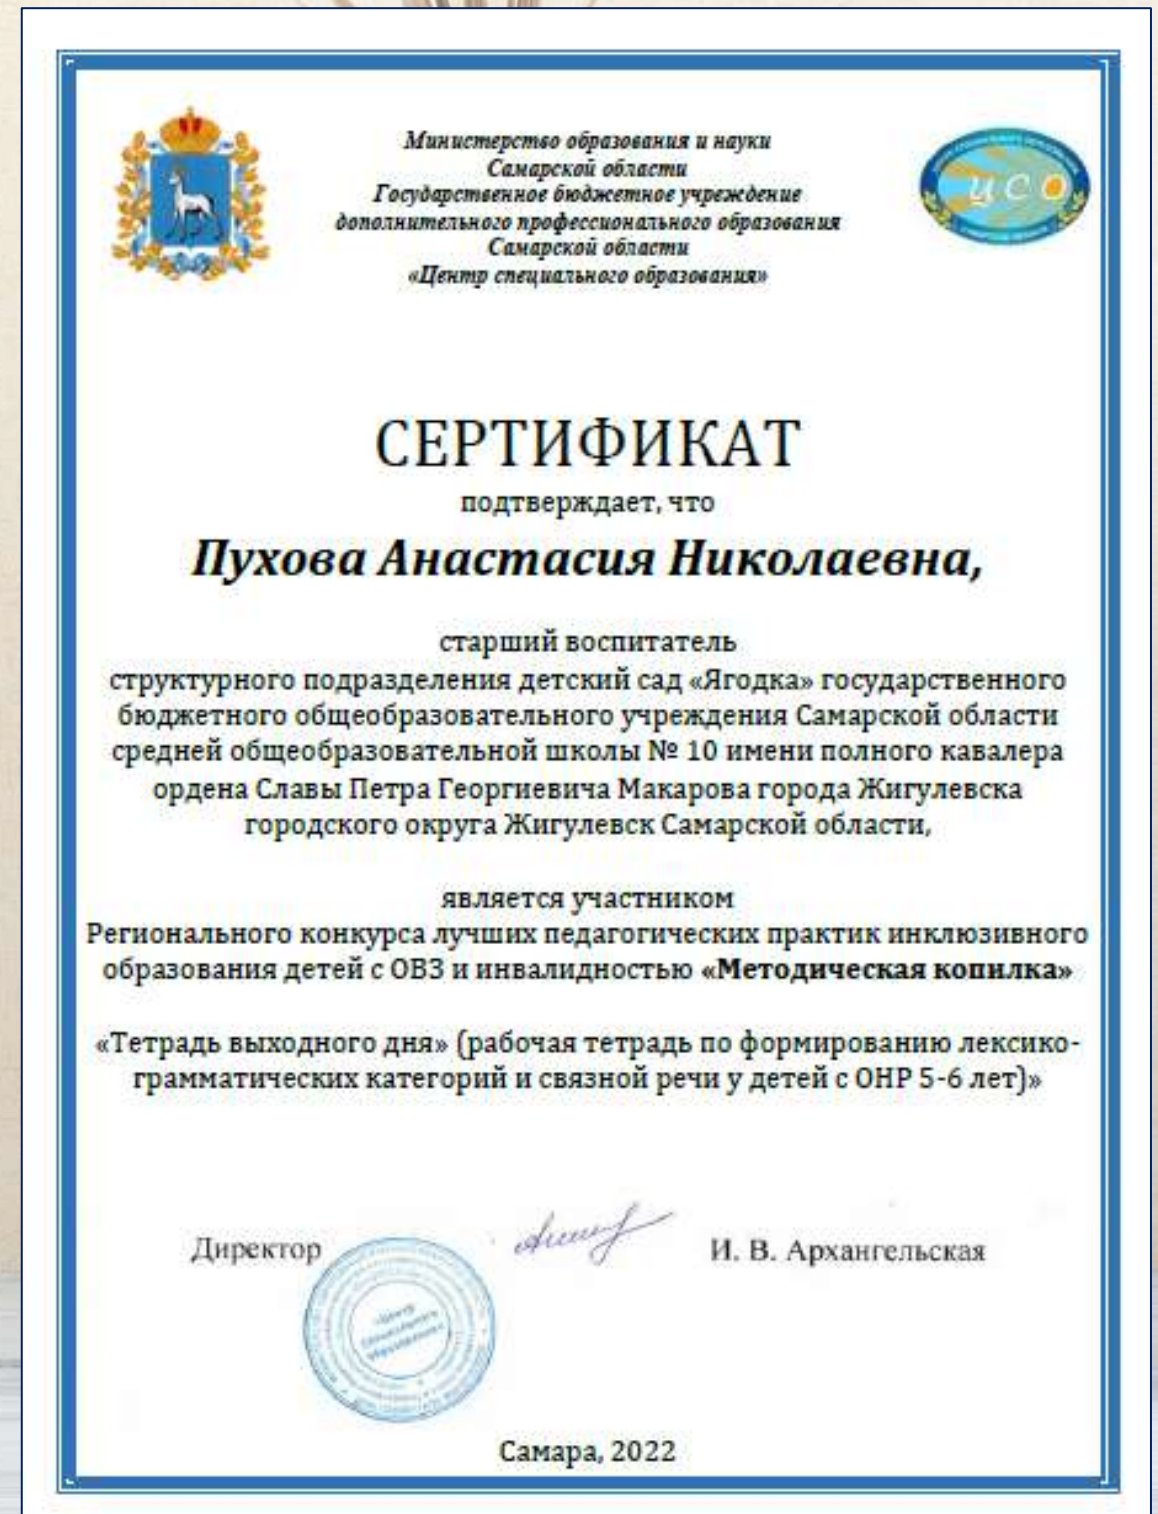 Министерство образования и науки
Самарской области
Государственное бюджетное учреждение
дополнительного профессионального образования
Самарской области
«Центр специального образования»
ЦСО
СЕРТИФИКАТ
подтверждает, что
Пухова Анастасия Николаевна,
старший воспитатель
структурного подразделения детский сад «Ягодка» государственного
бюджетного общеобразовательного учреждения Самарской области
средней общеобразовательной школы № 10 имени полного кавалера
ордена Славы Петра Георгиевича Макарова города Жигулевска
городского округа Жигулевск Самарской области,
является участником
Регионального конкурса лучших педагогических практик инклюзивного
образования детей с ОВЗ и инвалидностью «Методическая копилка»
«Тетрадь выходного дня» (рабочая тетрадь по формированию лексико-
грамматических категорий и связной речи у детей с ОНР 5-6 лет)»
Директор
И. В. Архангельская
«Центр
специального
образования»
Самара, 2022